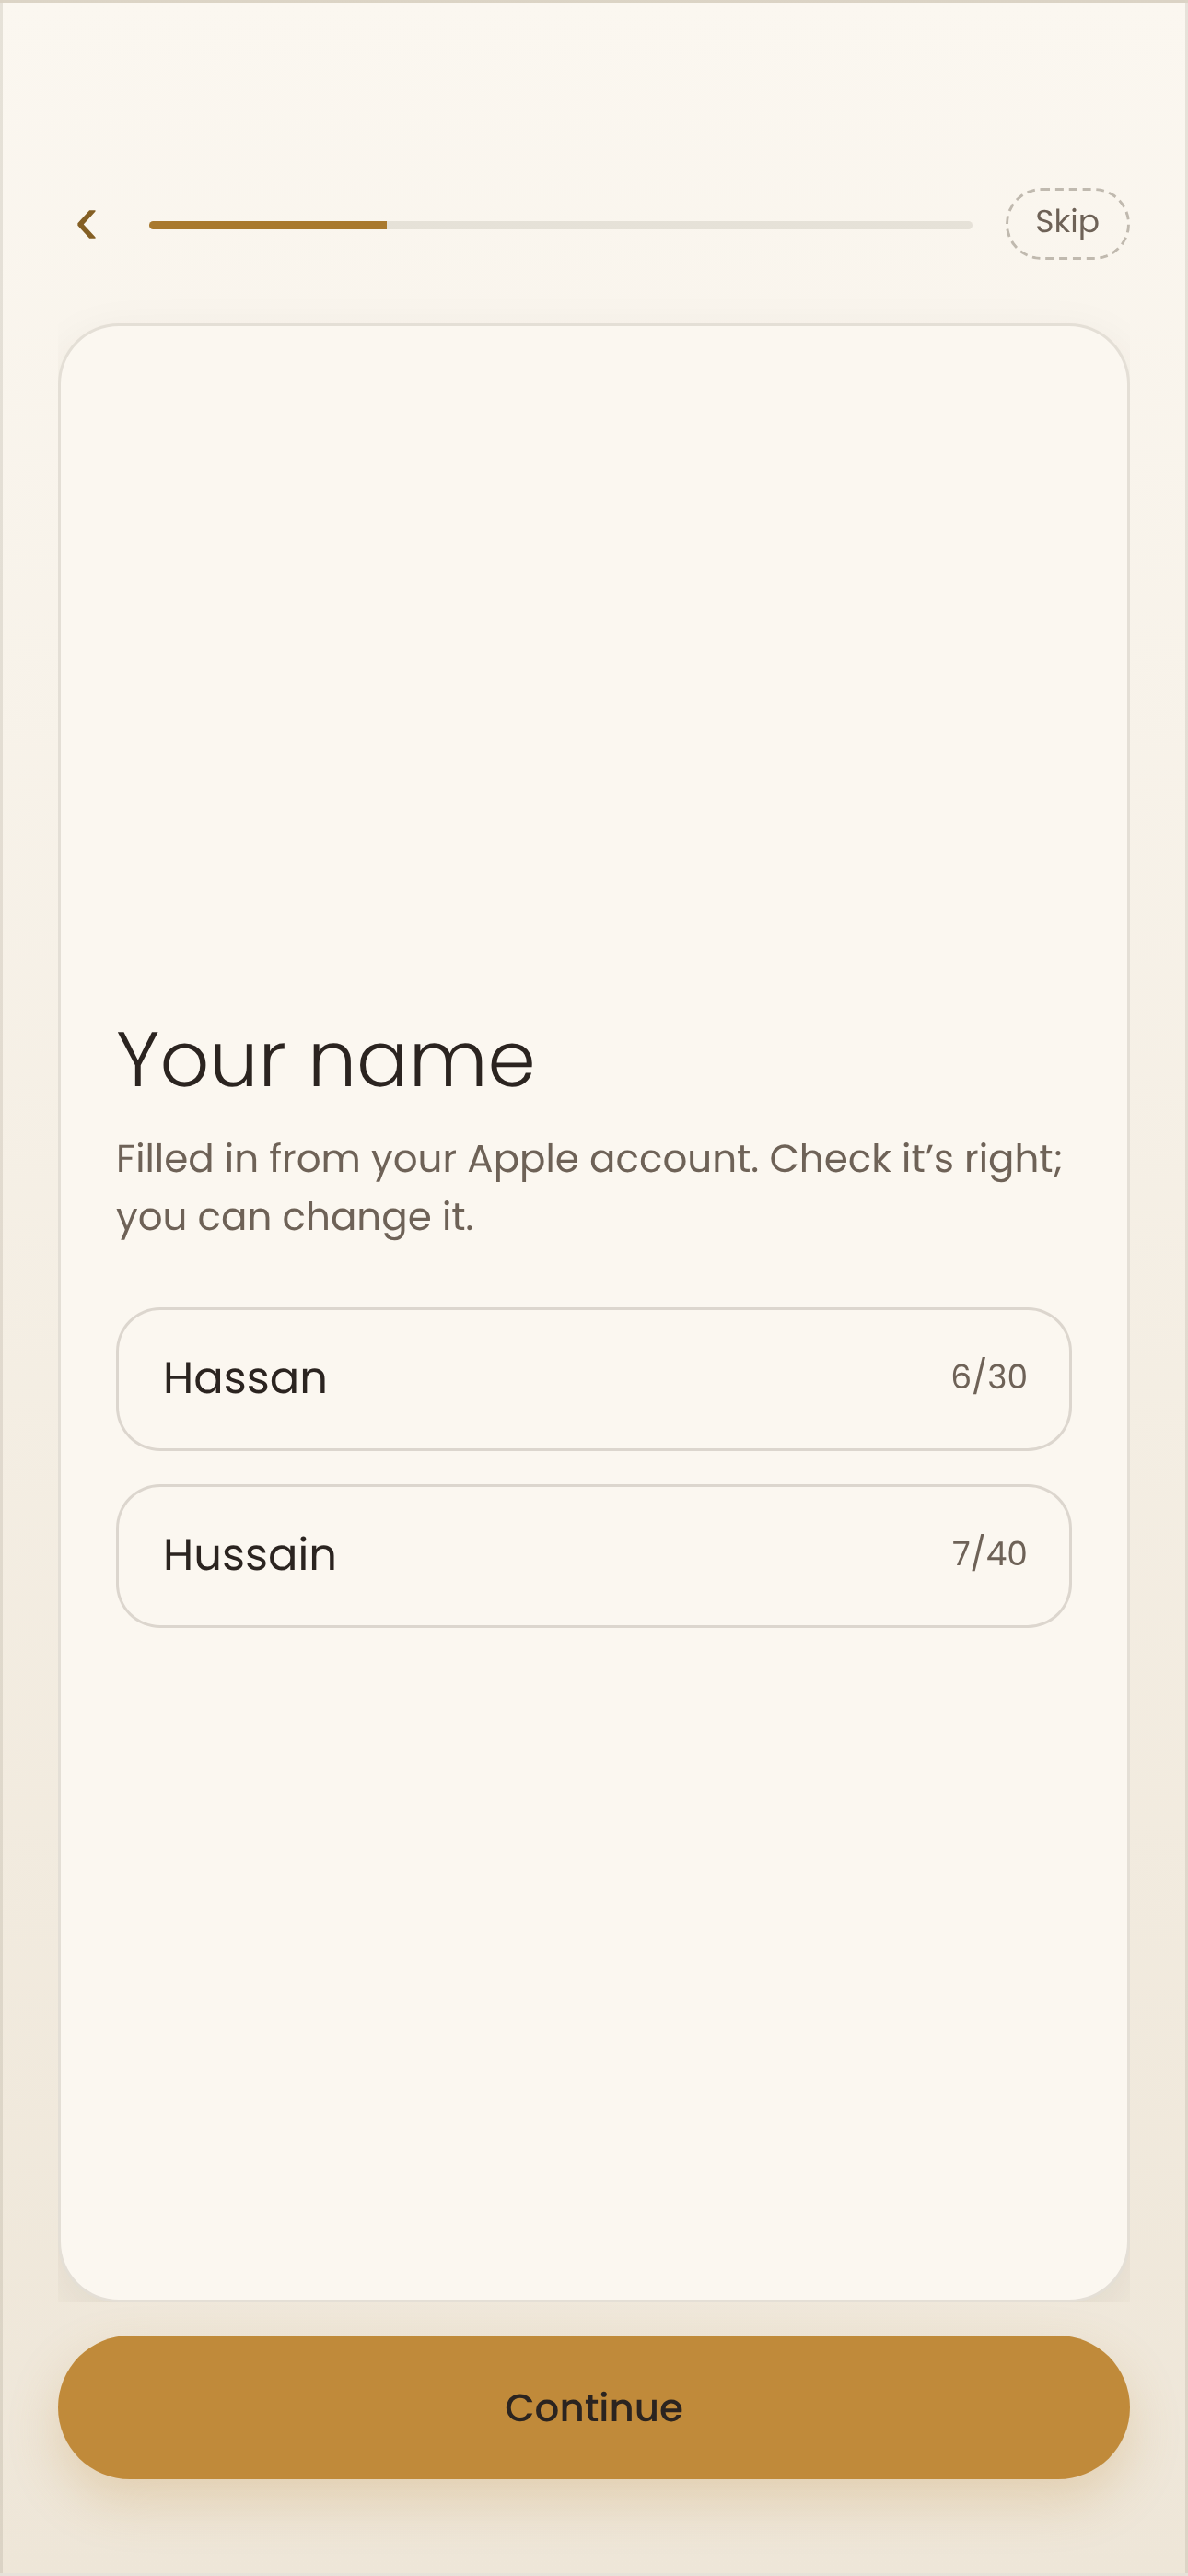 Skip
Your name
Filled in from your Apple account. Check it’s right;
you can change it.
Hassan 6/30
Hussain 7/40
Continue